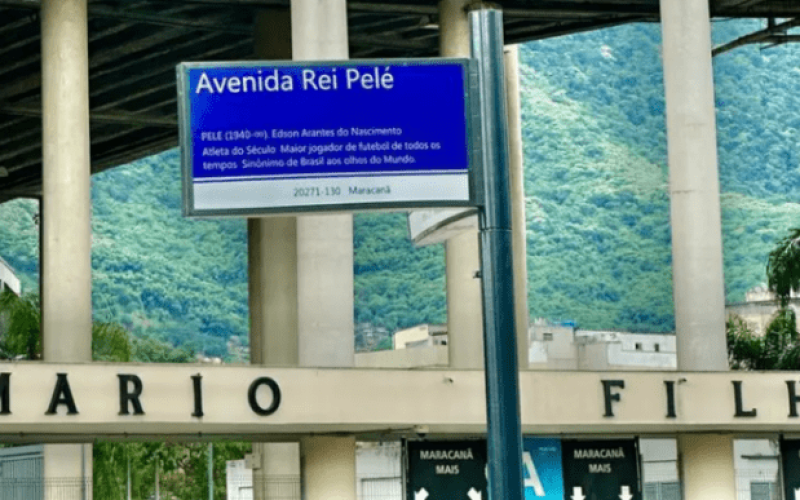 Avenida Rei Pelé
PELÉ (1940-∞). Edson Arantes do Nascimento
Atleta do Século Maior jogador de futebol de todos os
tempos Sinônimo de Brasil aos olhos do Mundo.
20271-130 Maracanã
MARIO FILH
MARACANÃ
MAIS
A
MARACANÃ
MAIS